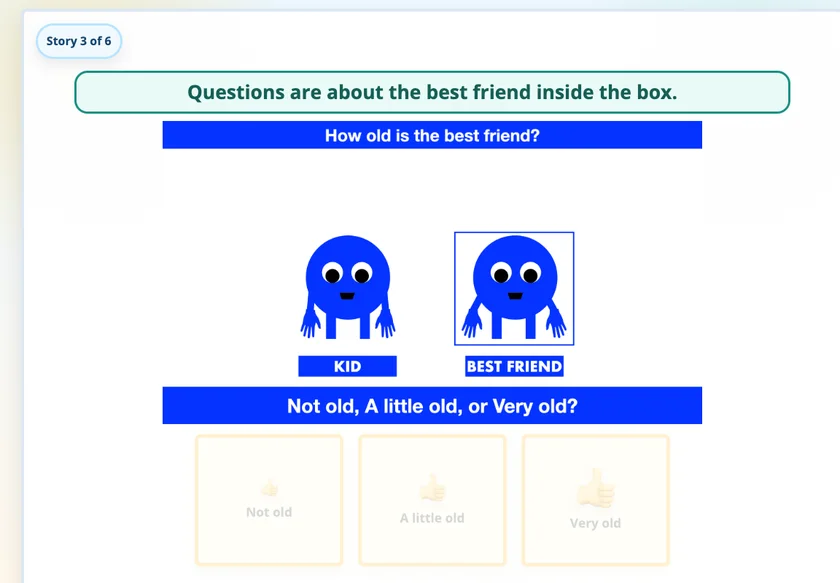 Story 3 of 6
Questions are about the best friend inside the box.
How old is the best friend?
KID
BEST FRIEND
Not old, A little old, or Very old?
Not old
A little old
Very old